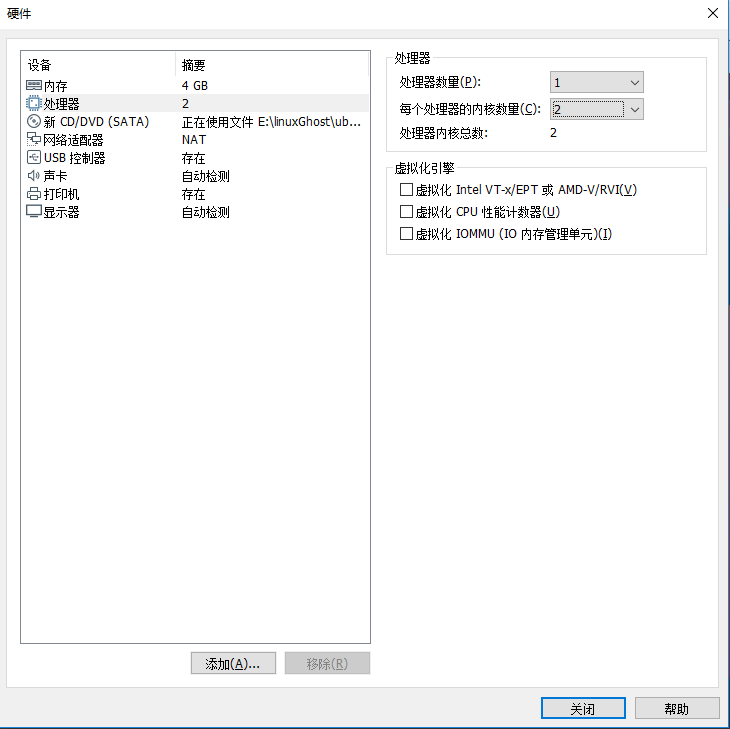 硬件
设备 摘要
内存 4 GB
处理器 2
新 CD/DVD (SATA) 正在使用文件 E:\linuxGhost\ub...
网络适配器 NAT
USB 控制器 存在
声卡 自动检测
打印机 存在
显示器 自动检测
添加(A)... 移除(R)
处理器
处理器数量(P): 1
每个处理器的内核数量(C): 2
处理器内核总数: 2
虚拟化引擎
虚拟化 Intel VT-x/EPT 或 AMD-V/RVI(V)
虚拟化 CPU 性能计数器(U)
虚拟化 IOMMU (IO 内存管理单元)(I)
关闭 帮助